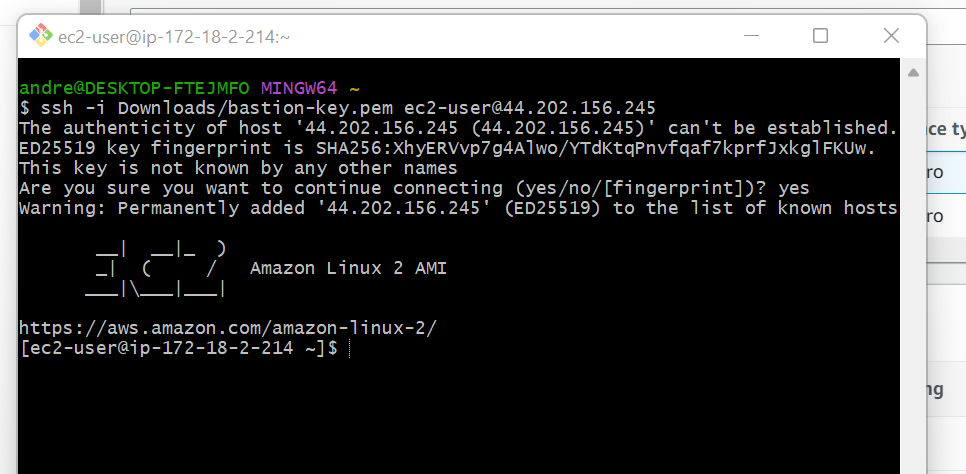 ec2-user@ip-172-18-2-214:~
andre@DESKTOP-FTEJMFO MINGW64 ~
$ ssh -i Downloads/bastion-key.pem ec2-user@44.202.156.245
The authenticity of host '44.202.156.245 (44.202.156.245)' can't be established.
ED25519 key fingerprint is SHA256:XhyERVvp7g4Alwo/YTdKtqPnvfqaf7kprfJxkglFKUw.
This key is not known by any other names
Are you sure you want to continue connecting (yes/no/[fingerprint])? yes
Warning: Permanently added '44.202.156.245' (ED25519) to the list of known hosts
       __|  __|_  )
       _|  (     /   Amazon Linux 2 AMI
      ___|\___|___|
https://aws.amazon.com/amazon-linux-2/
[ec2-user@ip-172-18-2-214 ~]$
ce ty
ro
ro
ng